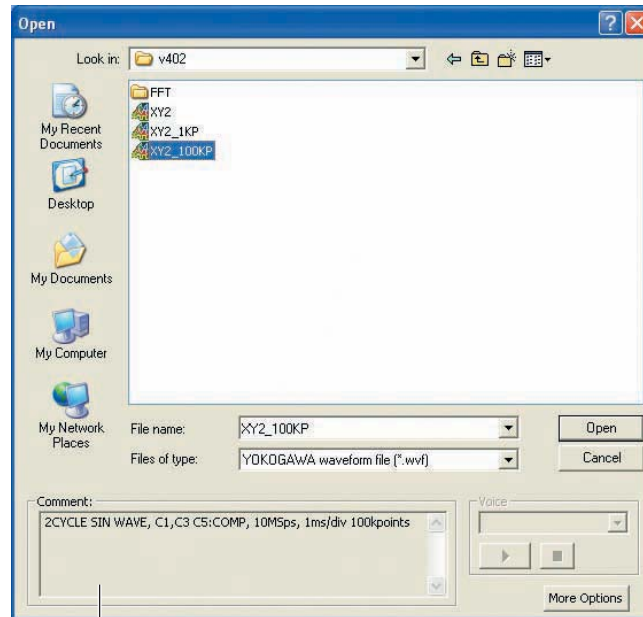 Open
Look in: v402
FFT
XY2
XY2_1KP
XY2_100KP
My Recent
Documents
Desktop
My Documents
My Computer
My Network
Places
File name: XY2_100KP Open
Files of type: YOKOGAWA waveform file (*.wvf) Cancel
Comment:
2CYCLE SIN WAVE, C1,C3 C5:COMP, 10MSps, 1ms/div 100kpoints
Voice
More Options